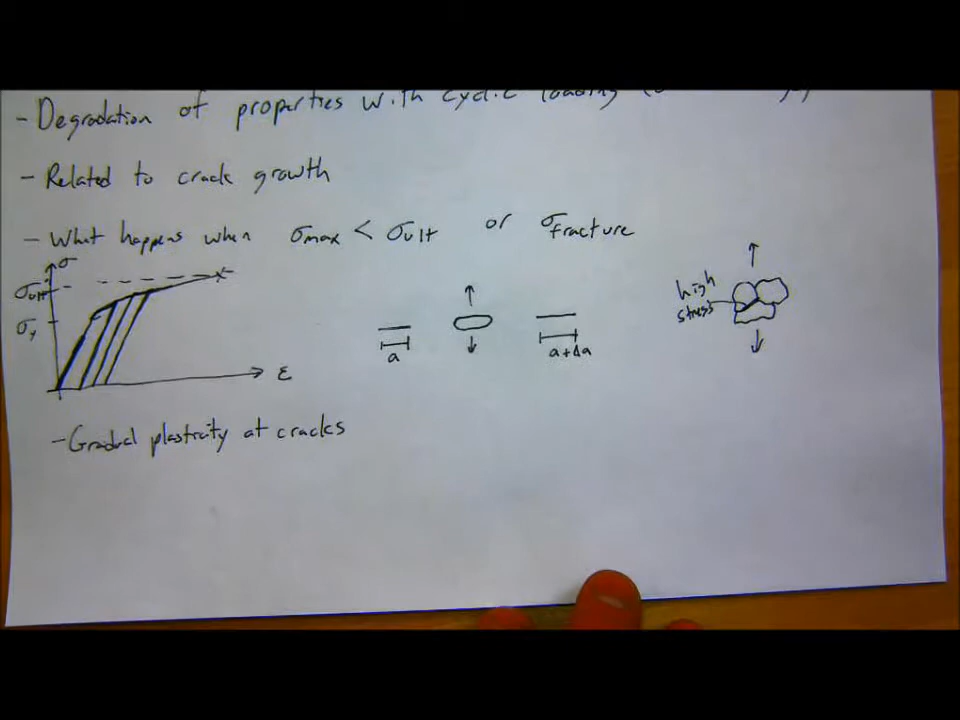 - Degradation of properties with cyclic loading
- Related to crack growth
- What happens when σmax < σult or σfracture
σ
σult
σy
ε
a
a+Δa
high
stress
- Gradual plastricity at cracks